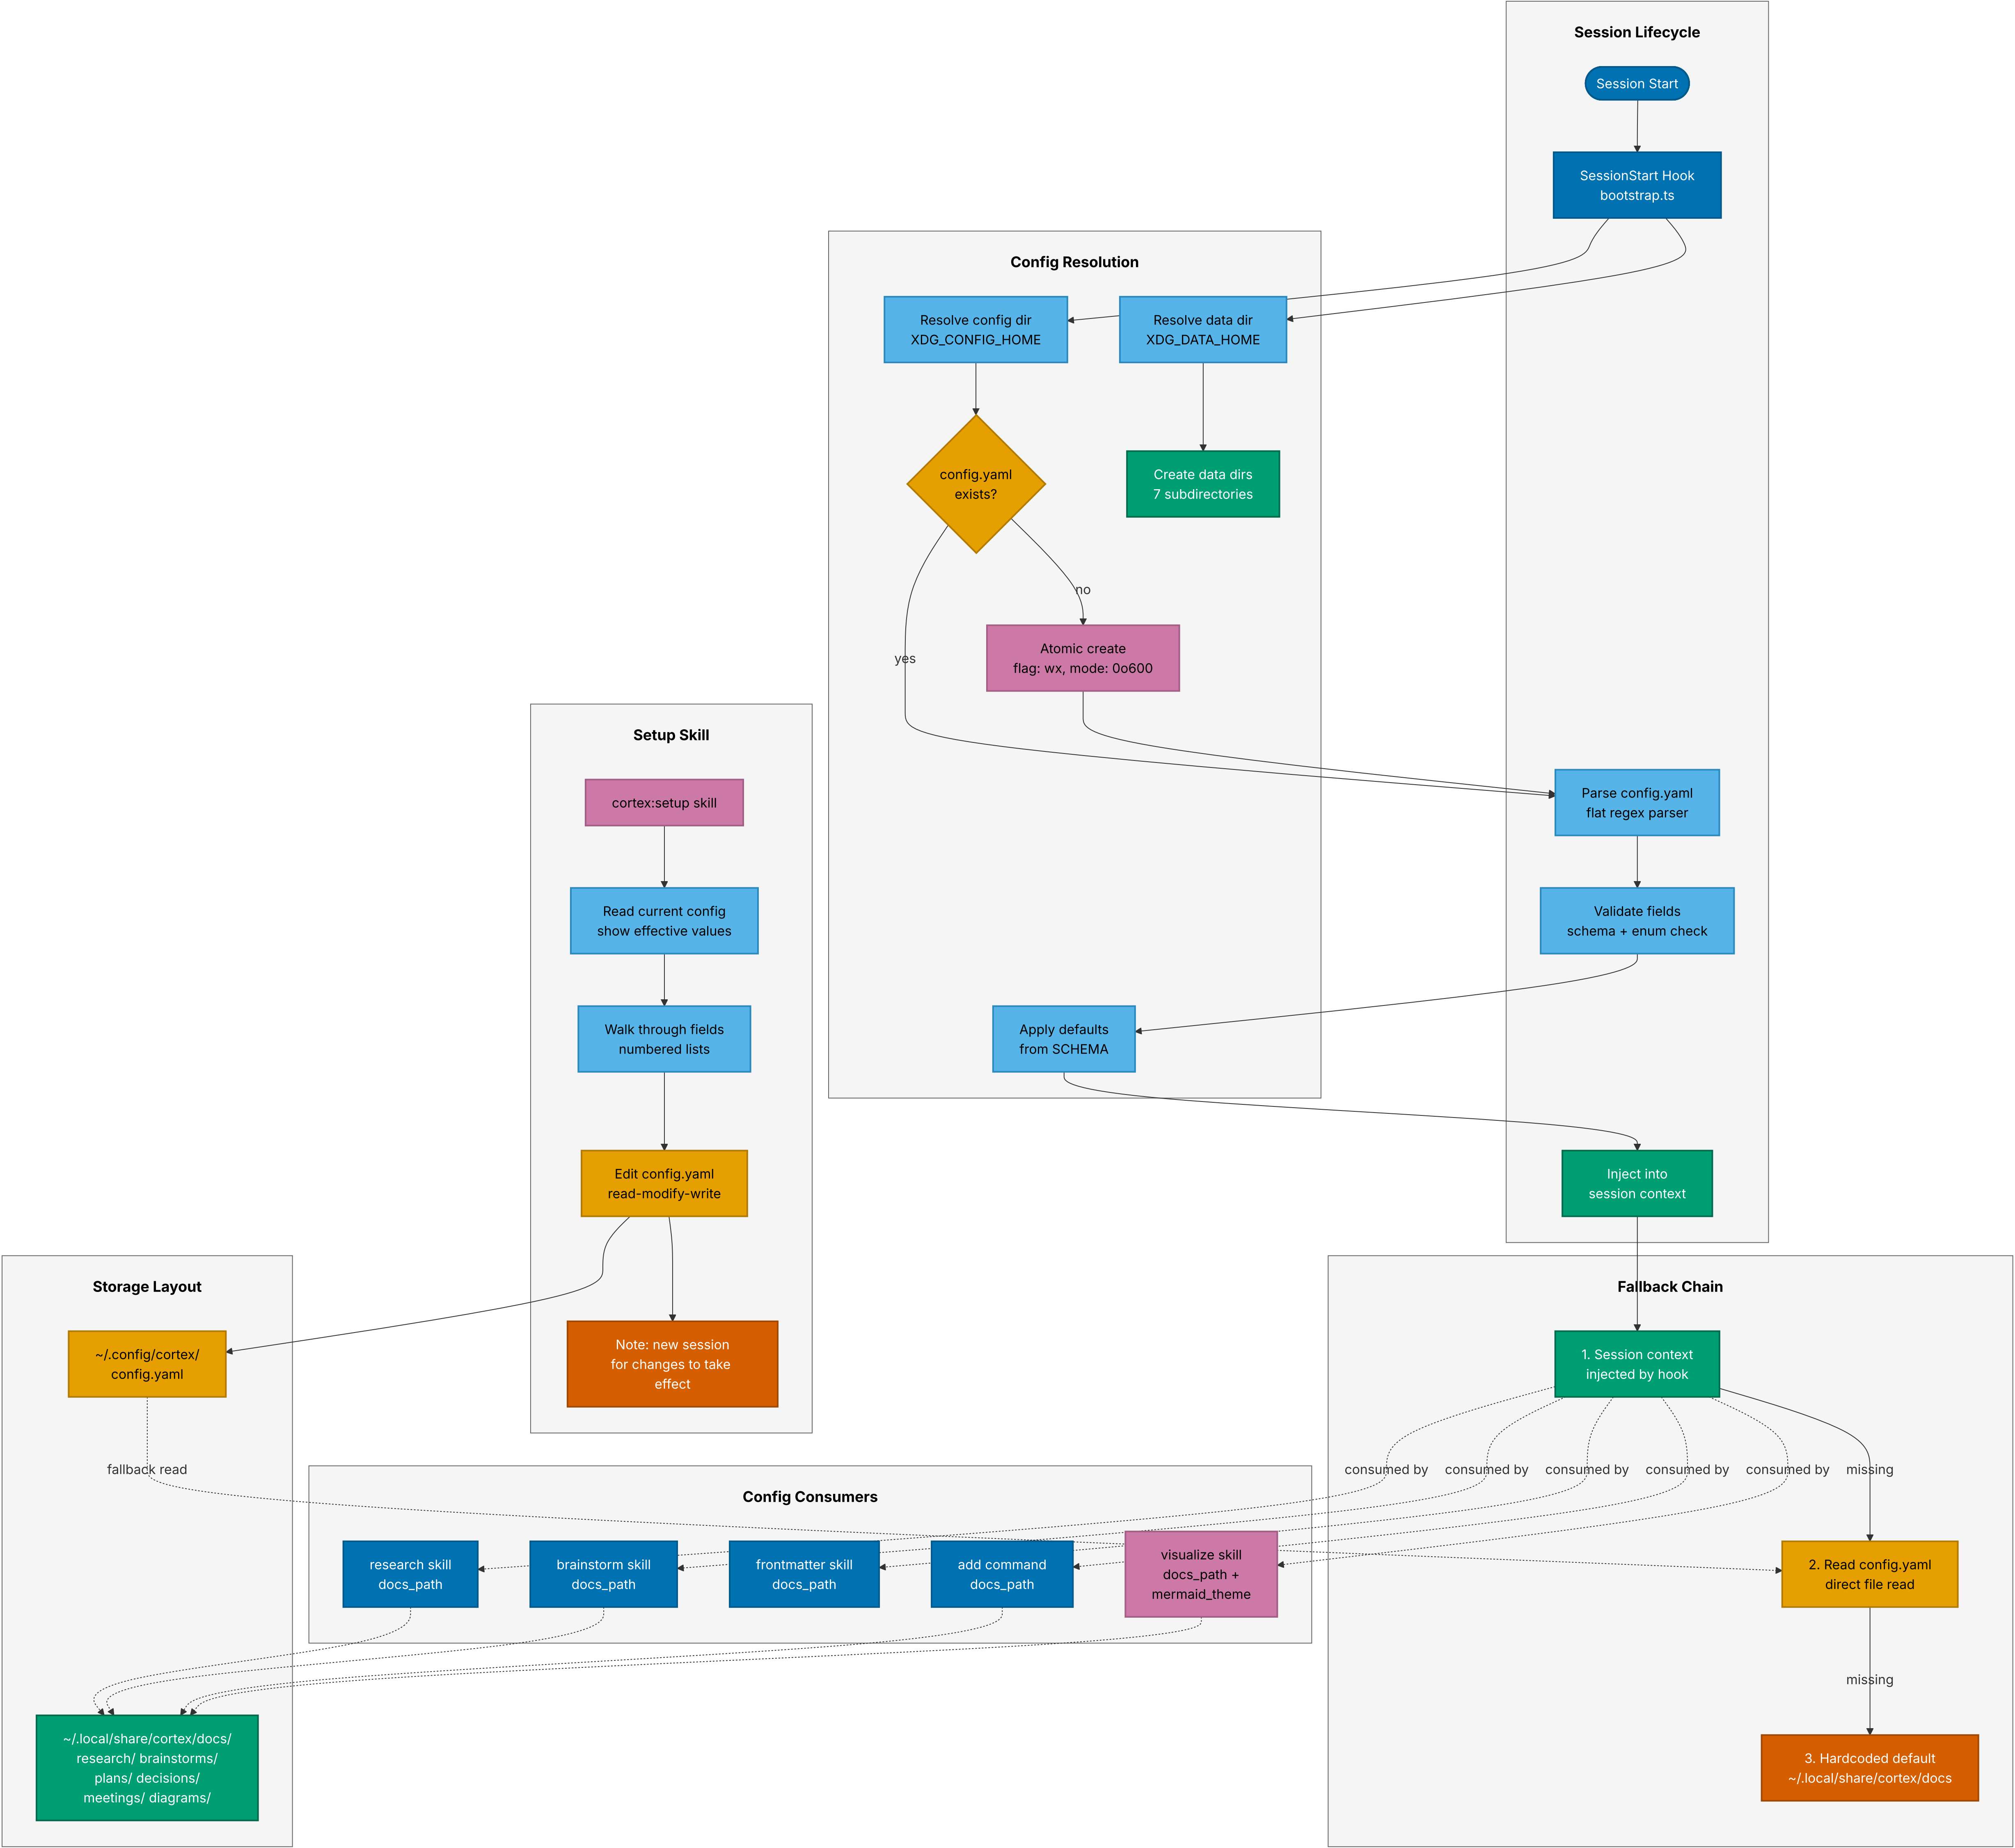 Session Lifecycle
Session Start
SessionStart Hook
bootstrap.ts
Config Resolution
Resolve config dir
XDG_CONFIG_HOME
Resolve data dir
XDG_DATA_HOME
config.yaml
exists?
Create data dirs
7 subdirectories
no
yes
Atomic create
flag: wx, mode: 0o600
Parse config.yaml
flat regex parser
Validate fields
schema + enum check
Apply defaults
from SCHEMA
Inject into
session context
Setup Skill
cortex:setup skill
Read current config
show effective values
Walk through fields
numbered lists
Edit config.yaml
read-modify-write
Note: new session
for changes to take
effect
Storage Layout
~/.config/cortex/
config.yaml
fallback read
~/.local/share/cortex/docs/
research/ brainstorms/
plans/ decisions/
meetings/ diagrams/
Config Consumers
research skill
docs_path
brainstorm skill
docs_path
frontmatter skill
docs_path
add command
docs_path
visualize skill
docs_path +
mermaid_theme
Fallback Chain
1. Session context
injected by hook
consumed by
consumed by
consumed by
consumed by
consumed by
missing
2. Read config.yaml
direct file read
missing
3. Hardcoded default
~/.local/share/cortex/docs